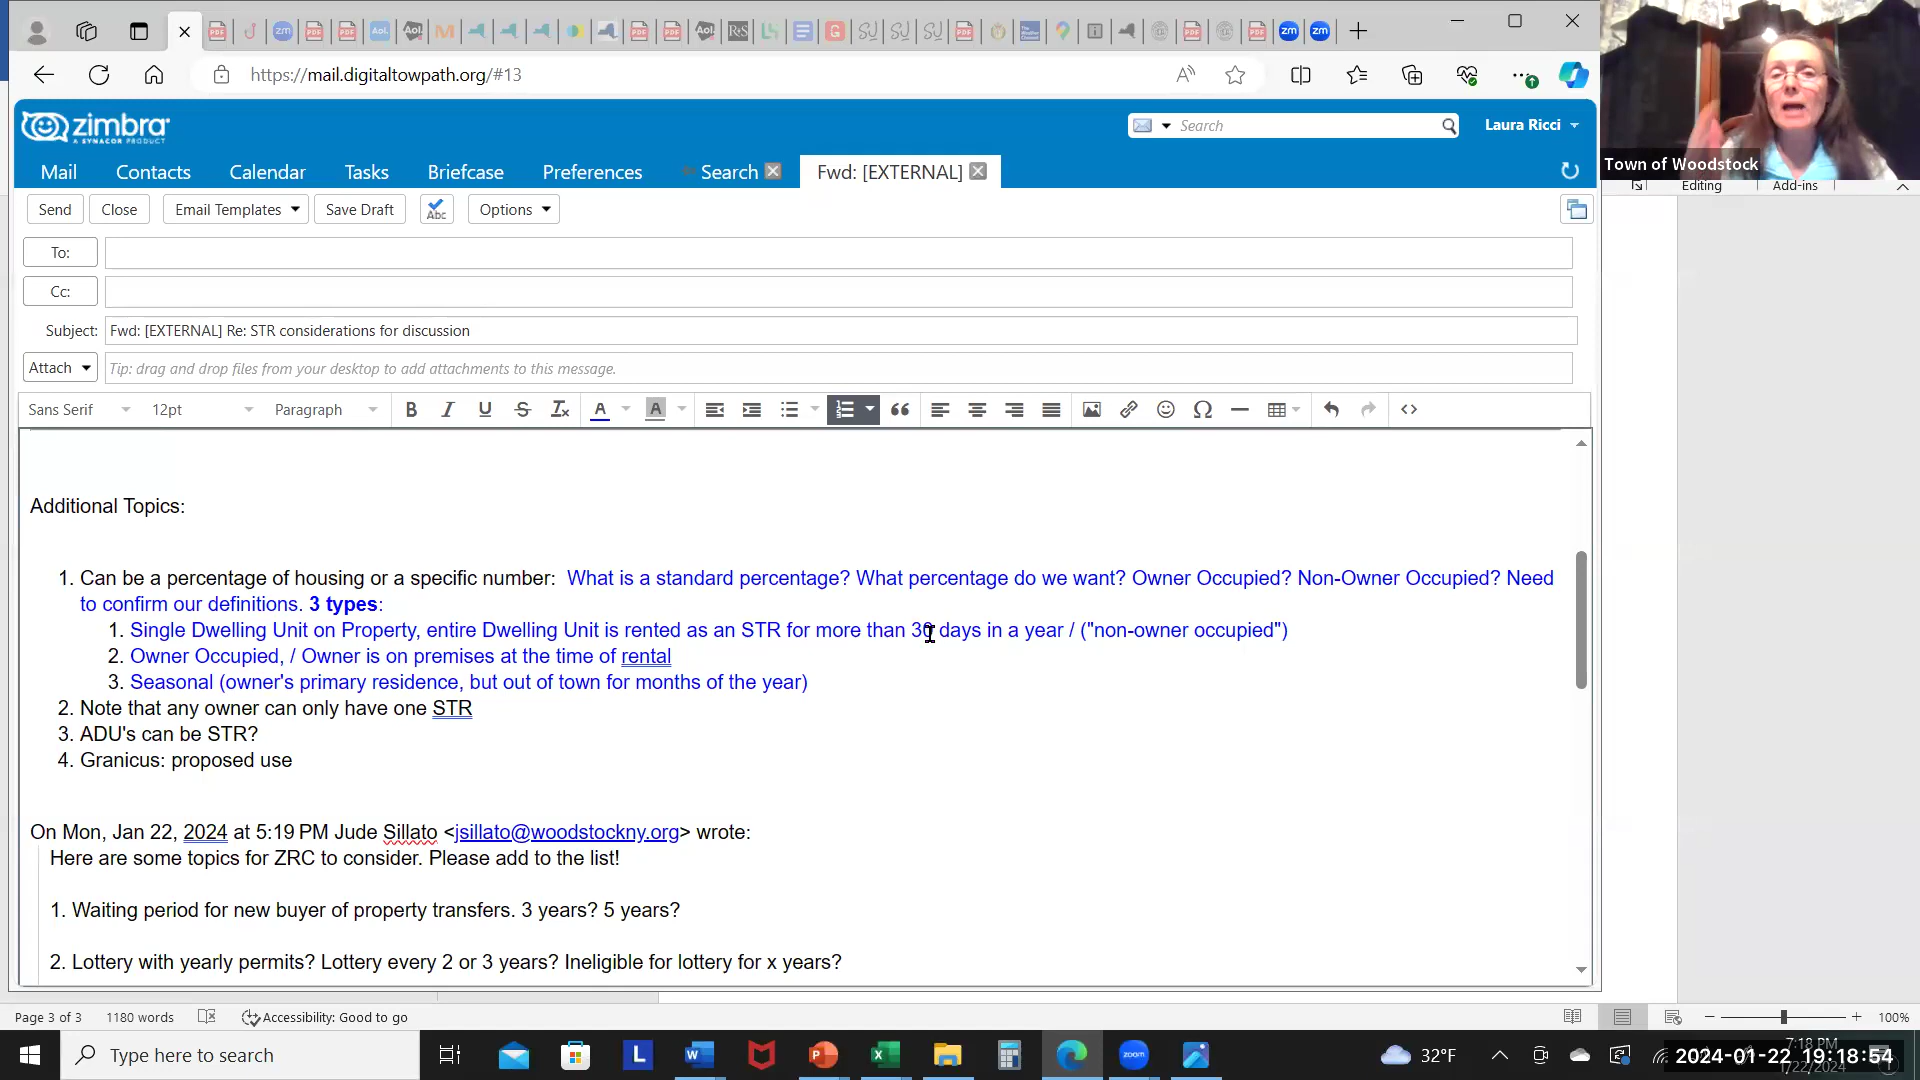 https://mail.digitaltowpath.org/#13
zimbra
A SYNACOR PRODUCT
Search
Laura Ricci
Mail Contacts Calendar Tasks Briefcase Preferences Search Fwd: [EXTERNAL]
Town of Woodstock
Editing Add-ins
Send Close Email Templates Save Draft Abc Options
To:
Cc:
Subject: Fwd: [EXTERNAL] Re: STR considerations for discussion
Attach Tip: drag and drop files from your desktop to add attachments to this message.
Sans Serif 12pt Paragraph
Additional Topics:
1. Can be a percentage of housing or a specific number: What is a standard percentage? What percentage do we want? Owner Occupied? Non-Owner Occupied? Need
to confirm our definitions. 3 types:
1. Single Dwelling Unit on Property, entire Dwelling Unit is rented as an STR for more than 30 days in a year / ("non-owner occupied")
2. Owner Occupied, / Owner is on premises at the time of rental
3. Seasonal (owner's primary residence, but out of town for months of the year)
2. Note that any owner can only have one STR
3. ADU's can be STR?
4. Granicus: proposed use
On Mon, Jan 22, 2024 at 5:19 PM Jude Sillato <jsillato@woodstockny.org> wrote:
Here are some topics for ZRC to consider. Please add to the list!
1. Waiting period for new buyer of property transfers. 3 years? 5 years?
2. Lottery with yearly permits? Lottery every 2 or 3 years? Ineligible for lottery for x years?
Page 3 of 3 1180 words Accessibility: Good to go 100%
Type here to search
32°F
7:18 PM
2024-01-22 19:18:54
1/22/2024